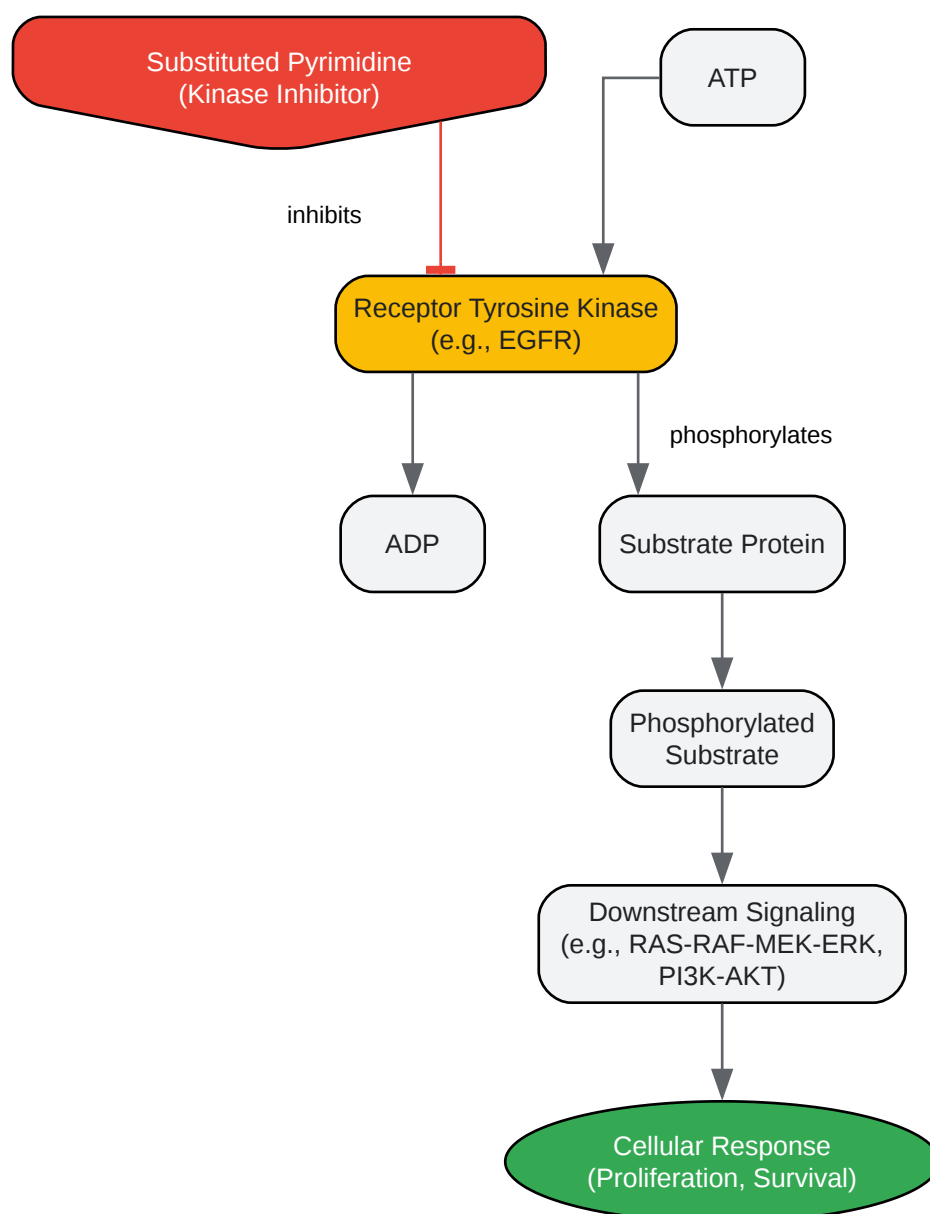 Substituted Pyrimidine
(Kinase Inhibitor)
ATP
inhibits
Receptor Tyrosine Kinase
(e.g., EGFR)
phosphorylates
ADP
Substrate Protein
Phosphorylated
Substrate
Downstream Signaling
(e.g., RAS-RAF-MEK-ERK,
PI3K-AKT)
Cellular Response
(Proliferation, Survival)